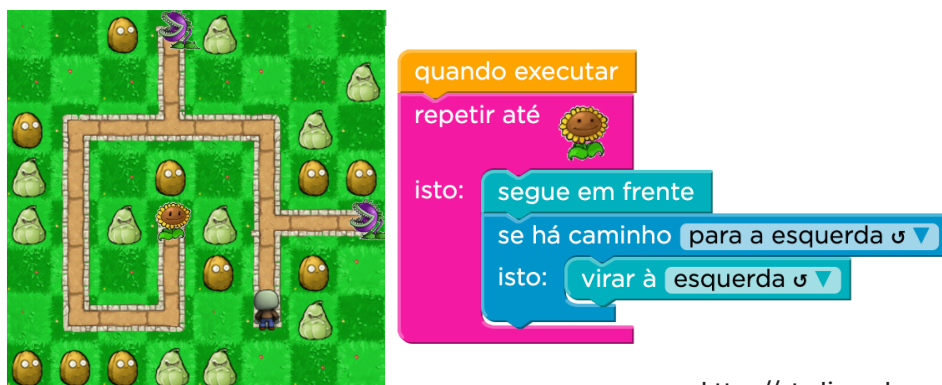 quando executar
repetir até
isto:
segue em frente
se há caminho para a esquerda ↺ ▼
isto:
virar à esquerda ↺ ▼